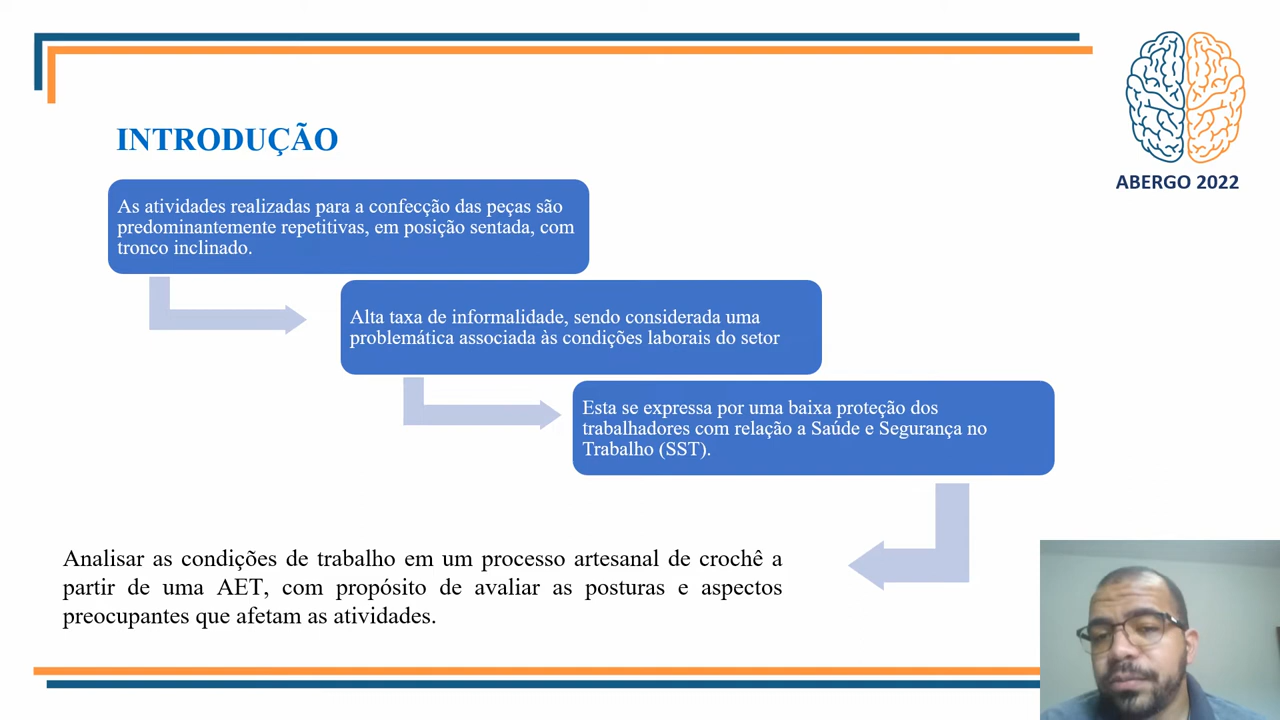 INTRODUÇÃO
ABERGO 2022
As atividades realizadas para a confecção das peças são
predominantemente repetitivas, em posição sentada, com
tronco inclinado.
Alta taxa de informalidade, sendo considerada uma
problemática associada às condições laborais do setor
Esta se expressa por uma baixa proteção dos
trabalhadores com relação a Saúde e Segurança no
Trabalho (SST).
Analisar as condições de trabalho em um processo artesanal de crochê a
partir de uma AET, com propósito de avaliar as posturas e aspectos
preocupantes que afetam as atividades.